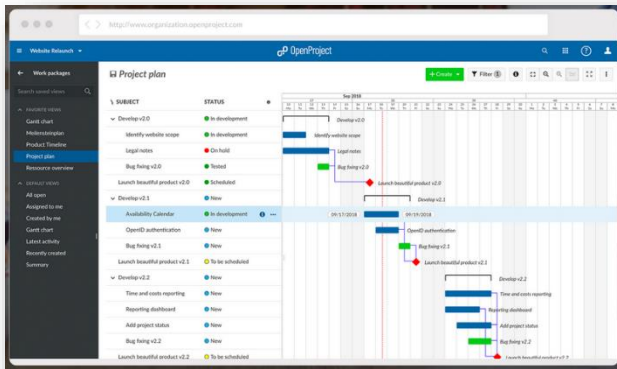 http://www.organization.openproject.com
Website Relaunch
OpenProject
Work packages
Search saved views
FAVORITE VIEWS
Gantt chart
Meilensteinplan
Product Timeline
Project plan
Ressource overview
DEFAULT VIEWS
All open
Assigned to me
Created by me
Gantt chart
Latest activity
Recently created
Summary
Project plan
+ Create
Filter 1
SUBJECT STATUS
Sep 2018
Develop v2.0 In development
Identify website scope In development
Legal notes On hold
Bug fixing v2.0 Tested
Launch beautiful product v2.0 Scheduled
Develop v2.1 New
Availability Calendar In development
OpenID authentication New
Bug fixing v2.1 New
Launch beautiful product v2.1 To be scheduled
Develop v2.2 New
Time and costs reporting New
Reporting dashboard New
Add project status New
Bug fixing v2.2 New
Launch beautiful product v2.2 To be scheduled
Develop v2.0
Identify website scope
Legal notes
Bug fixing v2.0
Launch beautiful product v2.0
Develop v2.1
09/17/2018 09/19/2018
OpenID authentication
Bug fixing v2.1
Launch beautiful product v2.1
Develop v2.2
Time and costs reporting
Reporting dashboard
Add project status
Bug fixing v2.2
Launch beautiful product v2.2